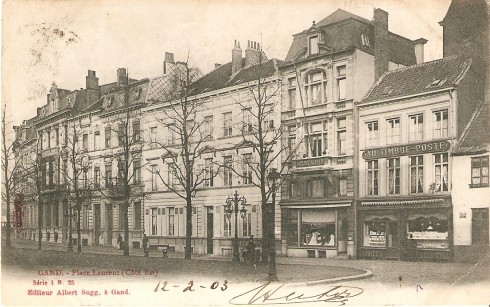 AU TIMBRE-POSTE
GAND. - Place Laurent (Côté Est)
Série 1 N. 25
Editeur Albert Sugg, à Gand.
12-2-03